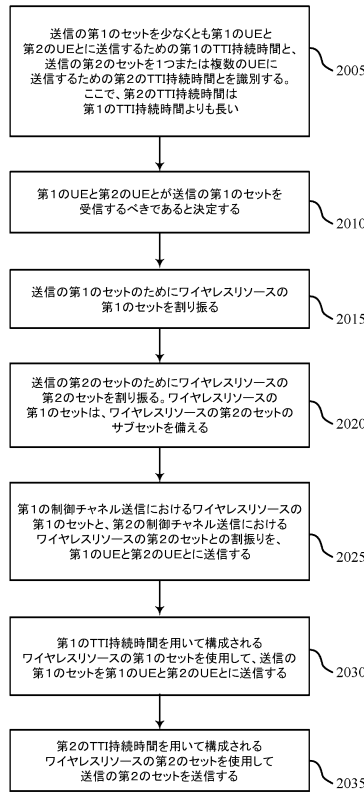 送信の第1のセットを少なくとも第1のUEと
第2のUEとに送信するための第1のTTI持続時間と、
送信の第2のセットを1つまたは複数のUEに
送信するための第2のTTI持続時間とを識別する。
ここで、第2のTTI持続時間は
第1のTTI持続時間よりも長い
2005
第1のUEと第2のUEとが送信の第1のセットを
受信するべきであると決定する
2010
送信の第1のセットのためにワイヤレスリソースの
第1のセットを割り振る
2015
送信の第2のセットのためにワイヤレスリソースの
第2のセットを割り振る。ワイヤレスリソースの
第1のセットは、ワイヤレスリソースの第2のセットの
サブセットを備える
2020
第1の制御チャネル送信におけるワイヤレスリソースの
第1のセットと、第2の制御チャネル送信における
ワイヤレスリソースの第2のセットとの割振りを、
第1のUEと第2のUEとに送信する
2025
第1のTTI持続時間を用いて構成される
ワイヤレスリソースの第1のセットを使用して、送信の
第1のセットを第1のUEと第2のUEとに送信する
2030
第2のTTI持続時間を用いて構成される
ワイヤレスリソースの第2のセットを使用して
送信の第2のセットを送信する
2035